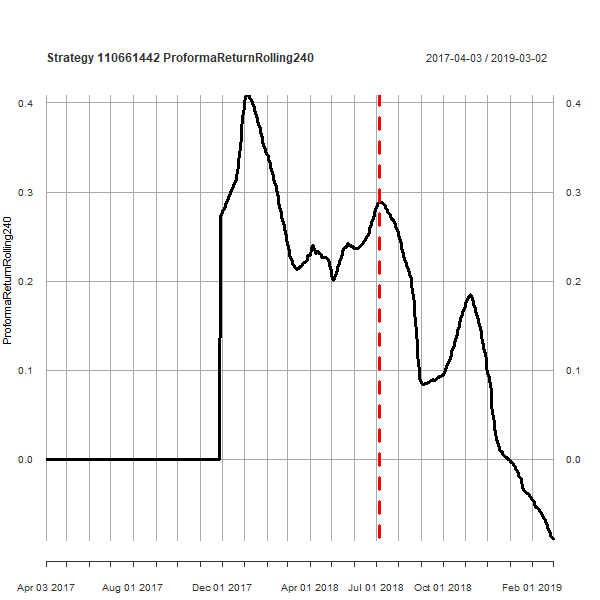 Strategy 110661442 ProformaReturnRolling240
2017-04-03 / 2019-03-02
ProformaReturnRolling240
0.4
0.3
0.2
0.1
0.0
0.4
0.3
0.2
0.1
0.0
Apr 03 2017
Aug 01 2017
Dec 01 2017
Apr 01 2018
Jul 01 2018
Oct 01 2018
Feb 01 2019